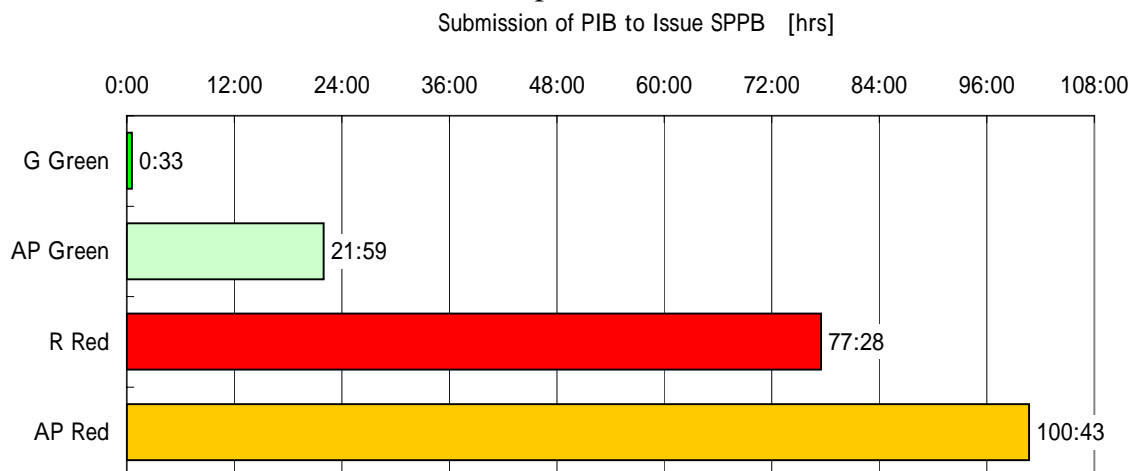 Submission of PIB to Issue SPPB [hrs]
0:00 12:00 24:00 36:00 48:00 60:00 72:00 84:00 96:00 108:00
G Green 0:33
AP Green 21:59
R Red 77:28
AP Red 100:43